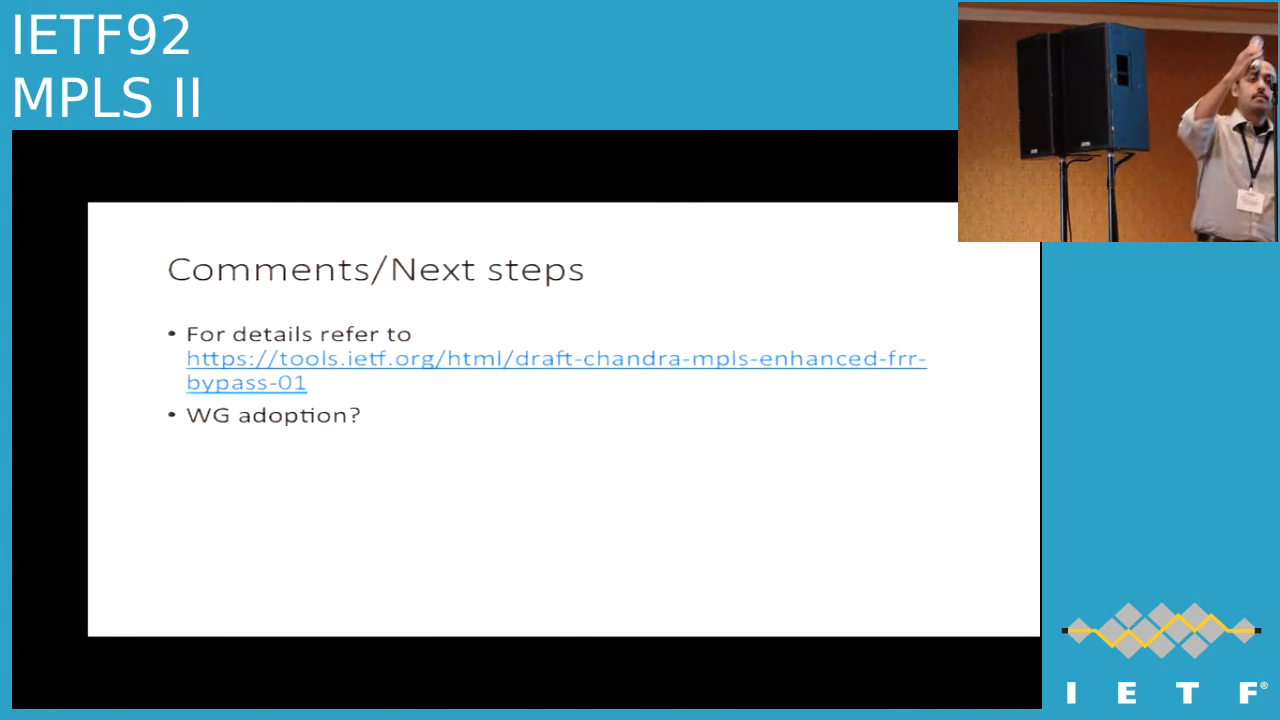 IETF92
MPLS II
Comments/Next steps
• For details refer to
https://tools.ietf.org/html/draft-chandra-mpls-enhanced-frr-
bypass-01
• WG adoption?
I E T F®